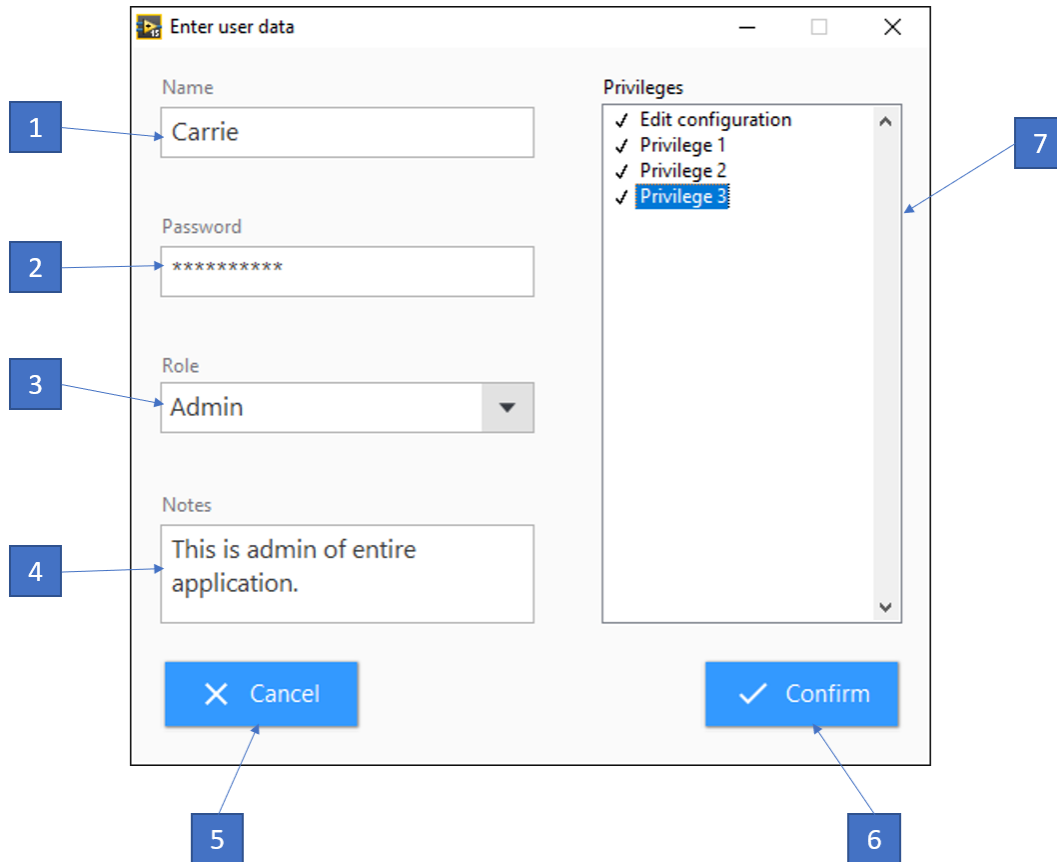 Enter user data
Name
1
Carrie
Password
2
**********
Role
3
Admin
Notes
4
This is admin of entire
application.
Privileges
✓ Edit configuration
✓ Privilege 1
✓ Privilege 2
✓ Privilege 3
7
Cancel
Confirm
5
6